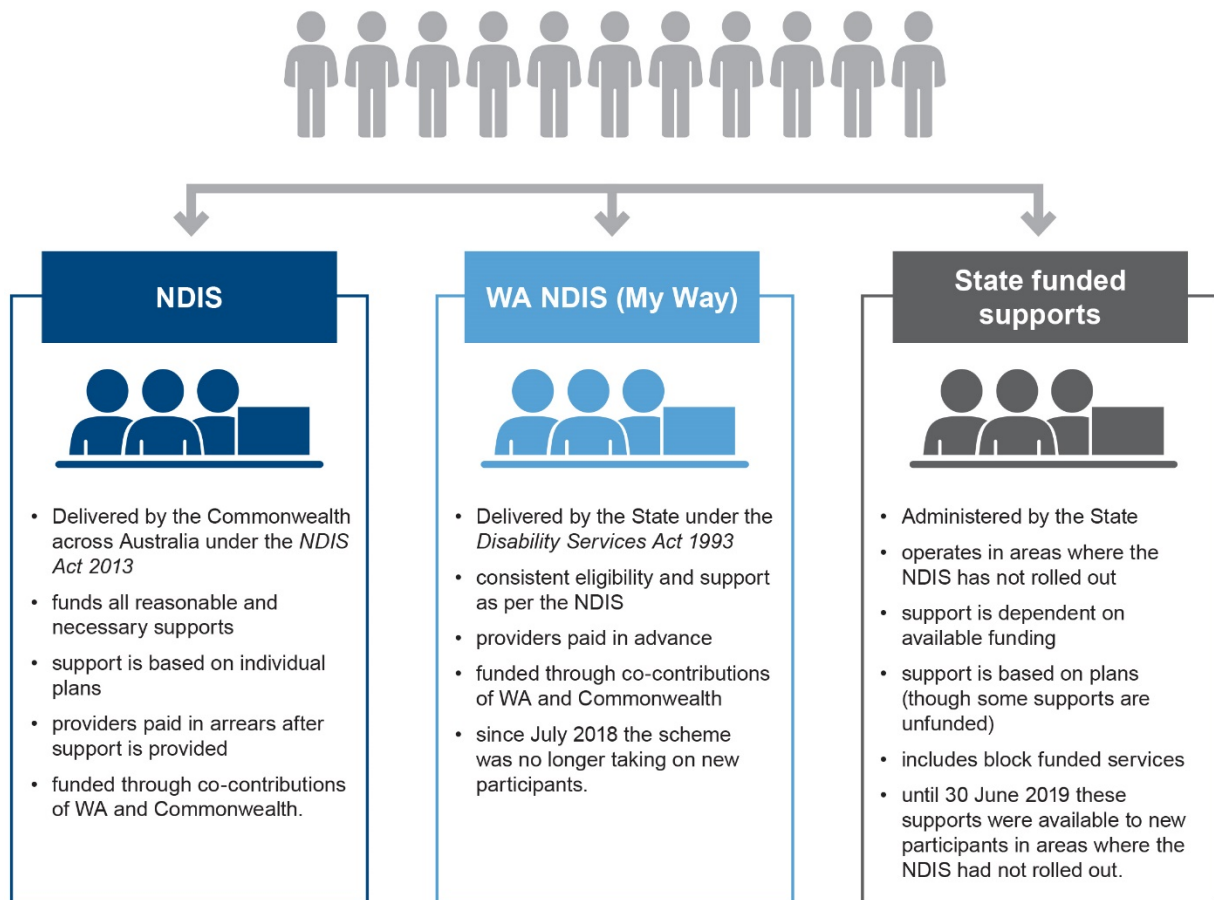 NDIS
• Delivered by the Commonwealth
across Australia under the NDIS
Act 2013
• funds all reasonable and
necessary supports
• support is based on individual
plans
• providers paid in arrears after
support is provided
• funded through co-contributions
of WA and Commonwealth.
WA NDIS (My Way)
• Delivered by the State under the
Disability Services Act 1993
• consistent eligibility and support
as per the NDIS
• providers paid in advance
• funded through co-contributions
of WA and Commonwealth
• since July 2018 the scheme
was no longer taking on new
participants.
State funded
supports
• Administered by the State
• operates in areas where the
NDIS has not rolled out
• support is dependent on
available funding
• support is based on plans
(though some supports are
unfunded)
• includes block funded services
• until 30 June 2019 these
supports were available to new
participants in areas where the
NDIS had not rolled out.